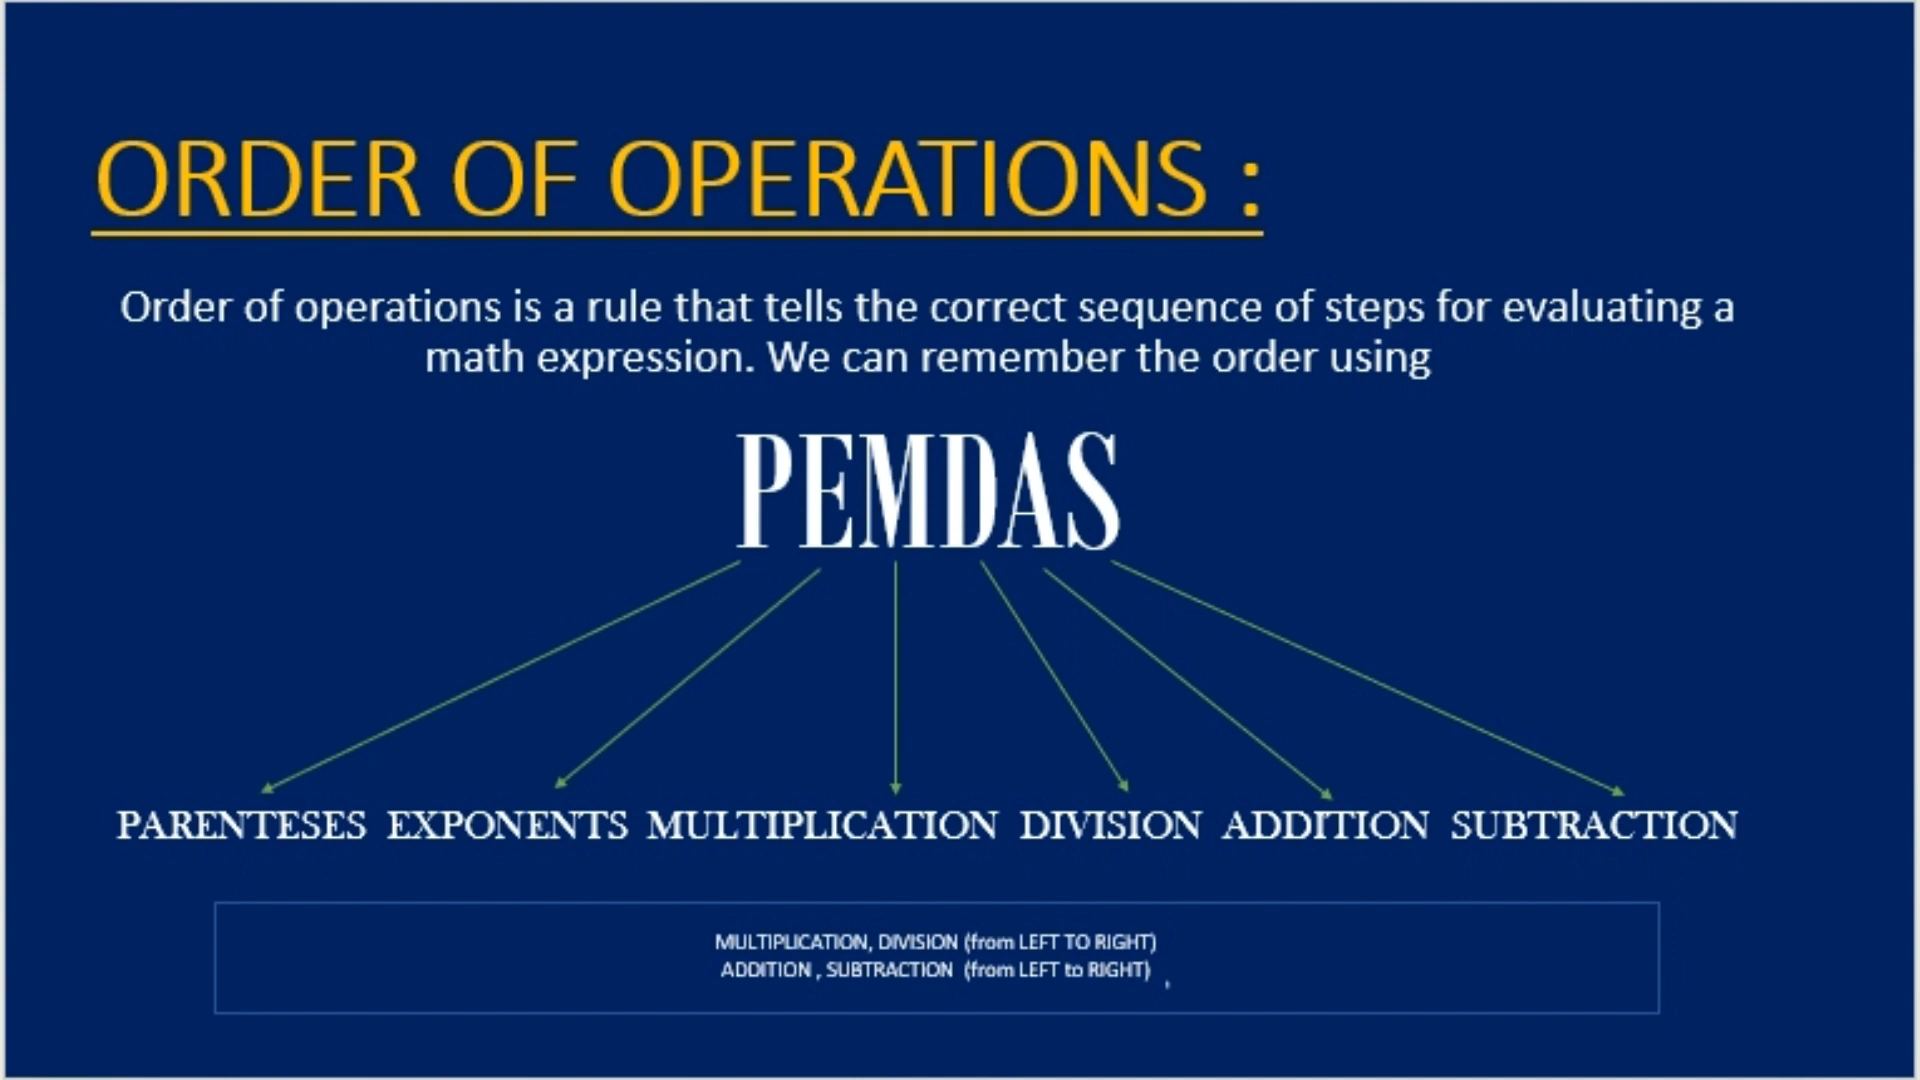 ORDER OF OPERATIONS :
Order of operations is a rule that tells the correct sequence of steps for evaluating a
math expression. We can remember the order using
PEMDAS
PARENTESES EXPONENTS MULTIPLICATION DIVISION ADDITION SUBTRACTION
MULTIPLICATION, DIVISION (from LEFT TO RIGHT)
ADDITION , SUBTRACTION (from LEFT to RIGHT) ,